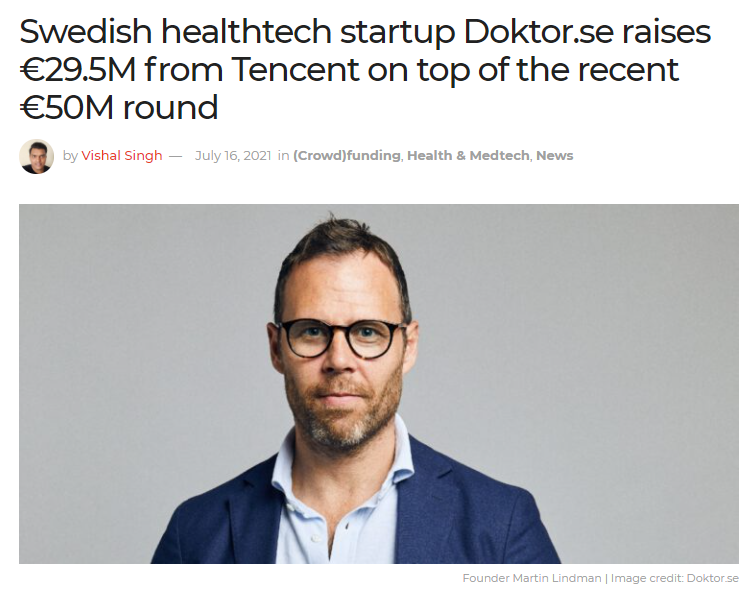 Swedish healthtech startup Doktor.se raises
€29.5M from Tencent on top of the recent
€50M round
by Vishal Singh — July 16, 2021 in (Crowd)funding, Health & Medtech, News
Founder Martin Lindman | Image credit: Doktor.se